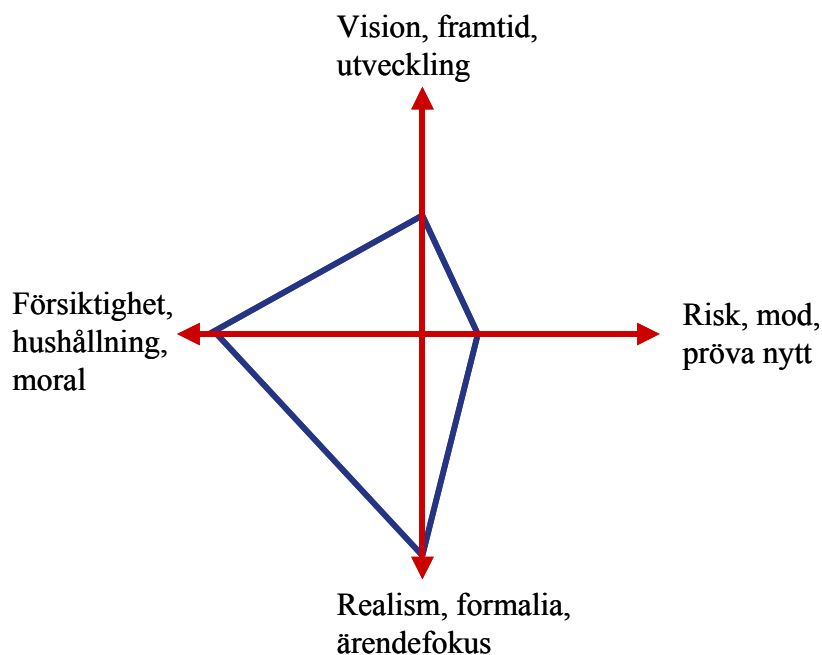 Vision, framtid,
utveckling
Försiktighet,
hushållning,
moral
Risk, mod,
pröva nytt
Realism, formalia,
ärendefokus